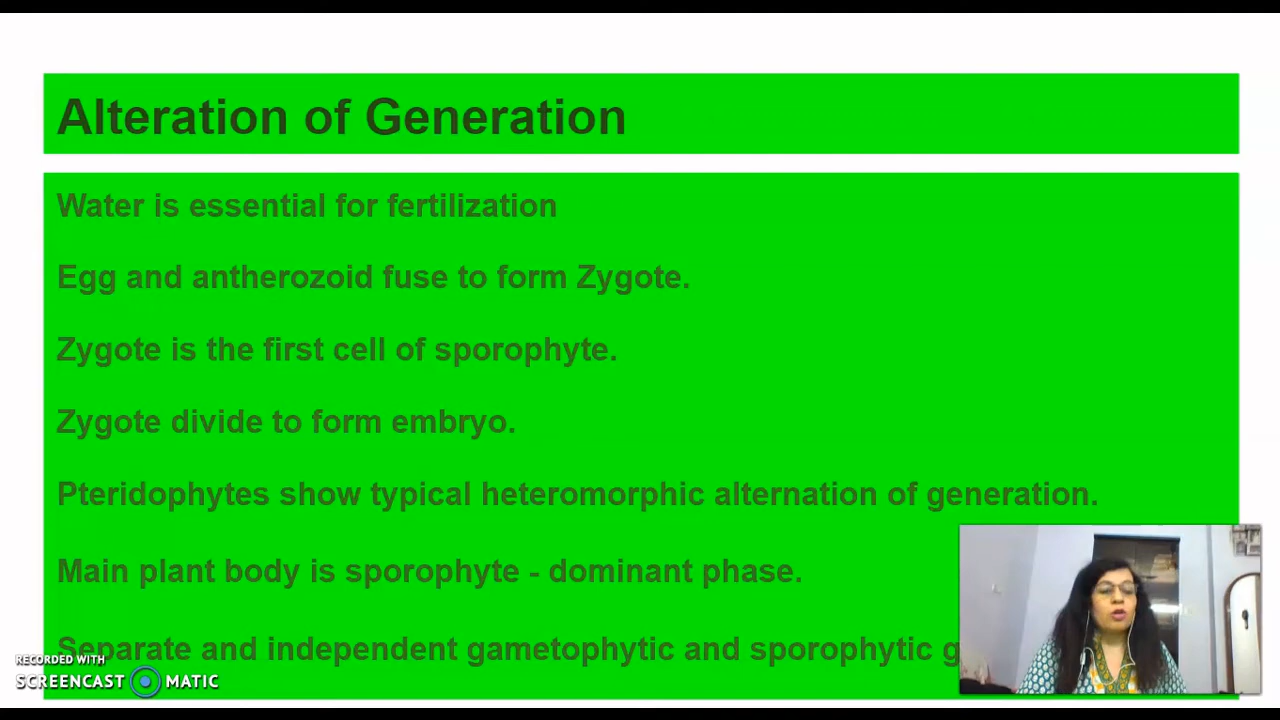 Alteration of Generation
Water is essential for fertilization
Egg and antherozoid fuse to form Zygote.
Zygote is the first cell of sporophyte.
Zygote divide to form embryo.
Pteridophytes show typical heteromorphic alternation of generation.
Main plant body is sporophyte - dominant phase.
Separate and independent gametophytic and sporophytic
RECORDED WITH
SCREENCAST MATIC